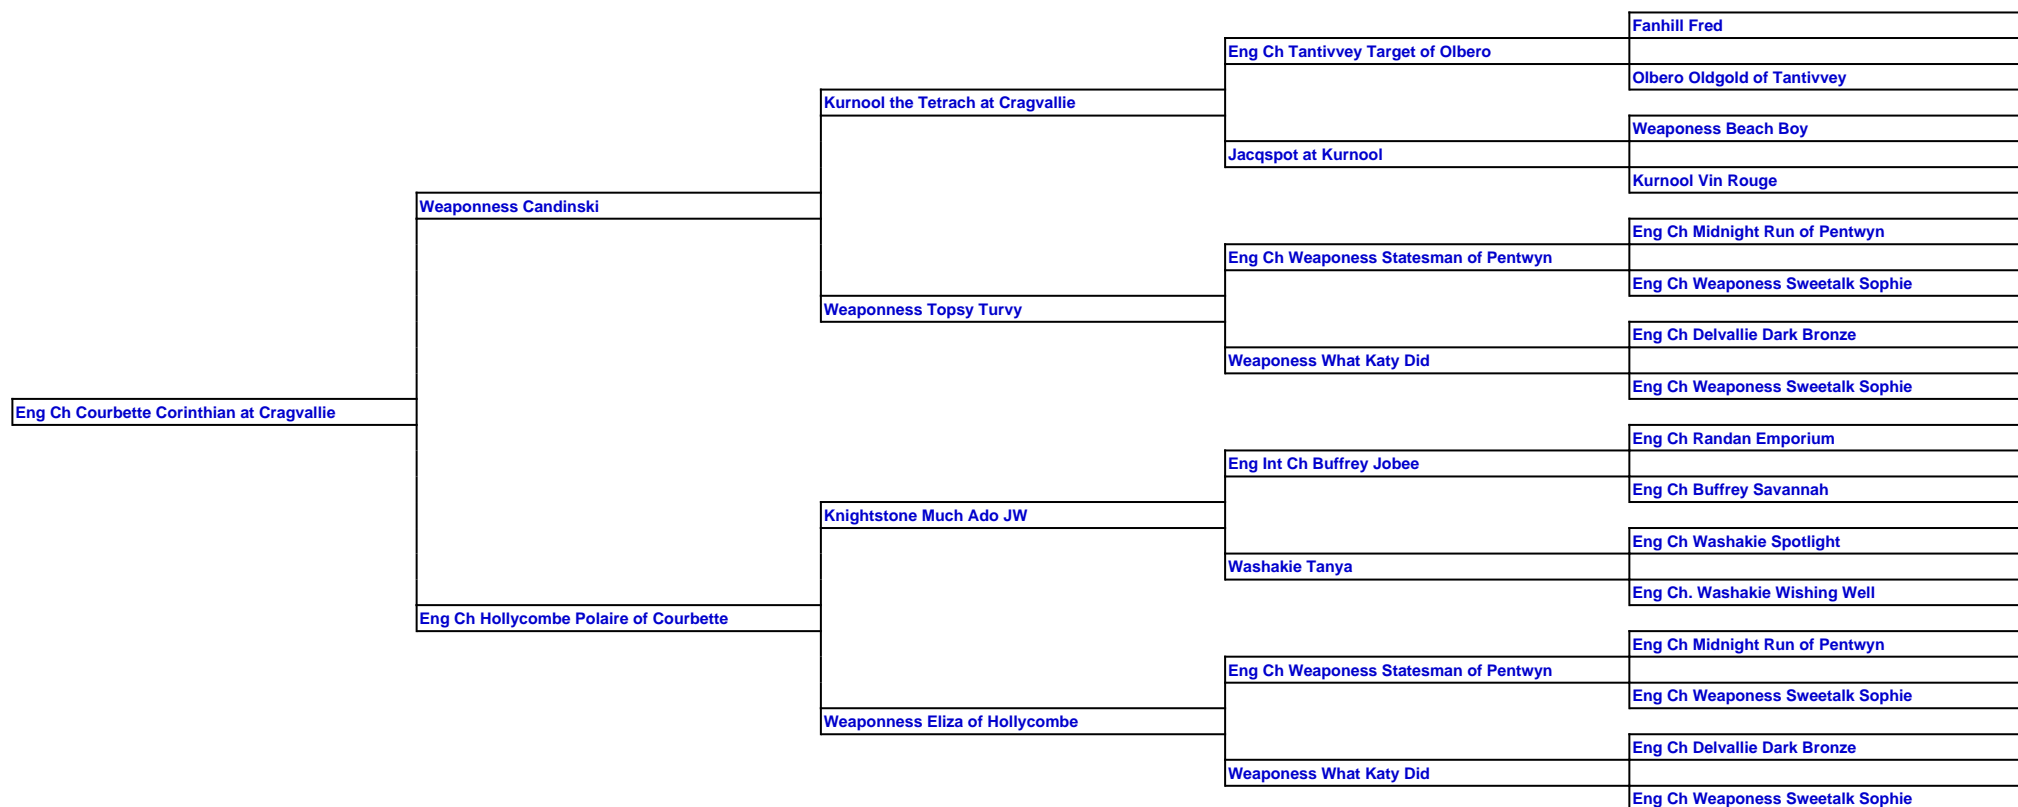 Fanhill Fred
Eng Ch Tantivvey Target of Olbero
Olbero Oldgold of Tantivvey
Kurnool the Tetrach at Cragvallie
Weaponess Beach Boy
Jacqspot at Kurnool
Kurnool Vin Rouge
Weaponness Candinski
Eng Ch Midnight Run of Pentwyn
Eng Ch Weaponess Statesman of Pentwyn
Eng Ch Weaponess Sweetalk Sophie
Weaponness Topsy Turvy
Eng Ch Delvallie Dark Bronze
Weaponess What Katy Did
Eng Ch Weaponess Sweetalk Sophie
Eng Ch Courbette Corinthian at Cragvallie
Eng Ch Randan Emporium
Eng Int Ch Buffrey Jobee
Eng Ch Buffrey Savannah
Knightstone Much Ado JW
Eng Ch Washakie Spotlight
Washakie Tanya
Eng Ch. Washakie Wishing Well
Eng Ch Hollycombe Polaire of Courbette
Eng Ch Midnight Run of Pentwyn
Eng Ch Weaponess Statesman of Pentwyn
Eng Ch Weaponess Sweetalk Sophie
Weaponness Eliza of Hollycombe
Eng Ch Delvallie Dark Bronze
Weaponess What Katy Did
Eng Ch Weaponess Sweetalk Sophie